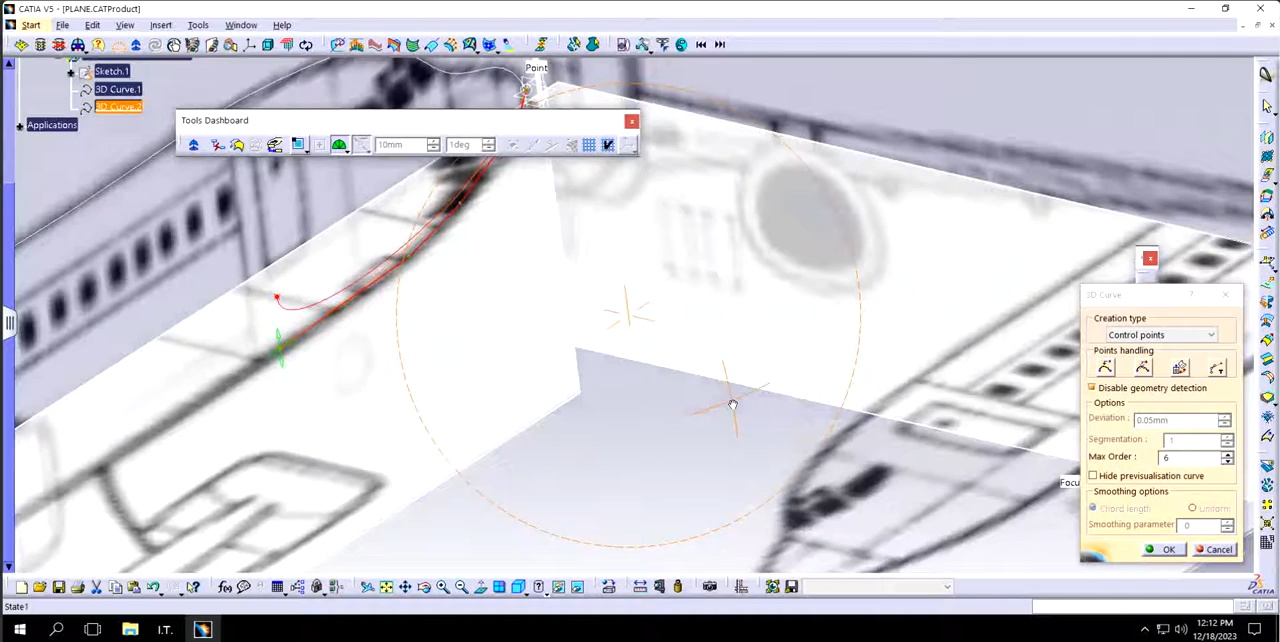 CATIA V5 - [PLANE.CATProduct]
Start File Edit View Insert Tools Window Help
Sketch.1
3D Curve.1
3D Curve.2
Applications
Point
Tools Dashboard
10mm 1deg
3D Curve
Creation type
Control points
Points handling
Disable geometry detection
Options
Deviation : 0.05mm
Segmentation : 1
Max Order : 6
Hide previsualisation curve
Smoothing options
Chord length Uniform
Smoothing parameter 0
OK Cancel
Focu
CATIA
State1
I.T.
12:12 PM
12/18/2023